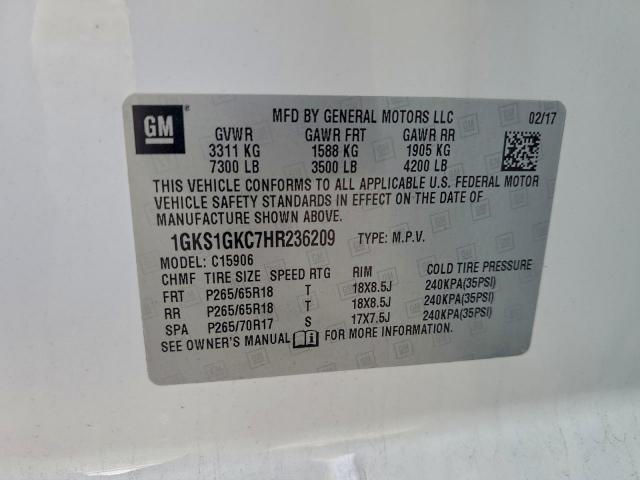 GM
MFD BY GENERAL MOTORS LLC 02/17
GVWR GAWR FRT GAWR RR
3311 KG 1588 KG 1905 KG
7300 LB 3500 LB 4200 LB
THIS VEHICLE CONFORMS TO ALL APPLICABLE U.S. FEDERAL MOTOR
VEHICLE SAFETY STANDARDS IN EFFECT ON THE DATE OF
MANUFACTURE SHOWN ABOVE.
1GKS1GKC7HR236209 TYPE: M.P.V.
MODEL: C15906
CHMF TIRE SIZE SPEED RTG RIM COLD TIRE PRESSURE
FRT P265/65R18 T 18X8.5J 240KPA(35PSI)
RR P265/65R18 T 18X8.5J 240KPA(35PSI)
SPA P265/70R17 S 17X7.5J 240KPA(35PSI)
SEE OWNER'S MANUAL FOR MORE INFORMATION.